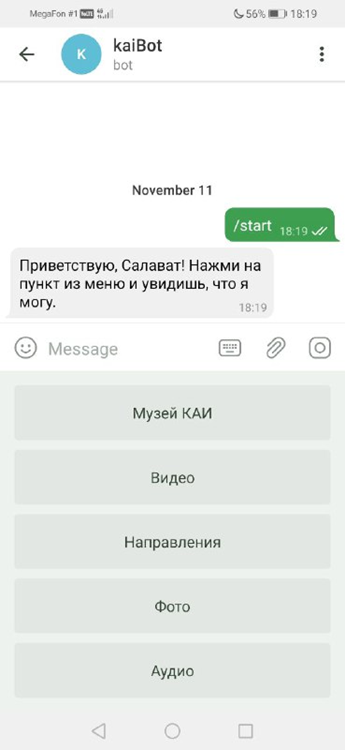 MegaFon #1
56% 18:19
K
kaiBot
bot
November 11
/start 18:19
Приветствую, Салават! Нажми на
пункт из меню и увидишь, что я
могу.
18:19
Message
Музей КАИ
Видео
Направления
Фото
Аудио